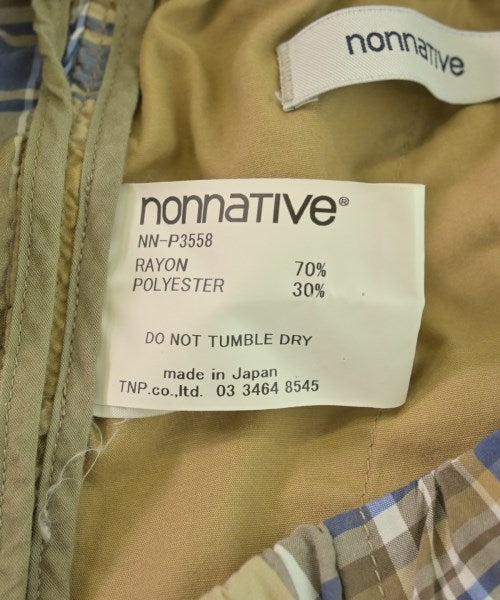 nonnative
nonnative®
NN-P3558
RAYON 70%
POLYESTER 30%
DO NOT TUMBLE DRY
made in Japan
TNP.co.,ltd. 03 3464 8545